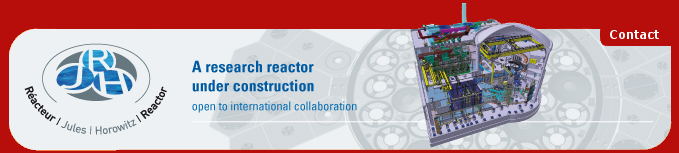 Contact
JRH
Réacteur | Jules | Horowitz | Reactor
A research reactor
under construction
open to international collaboration